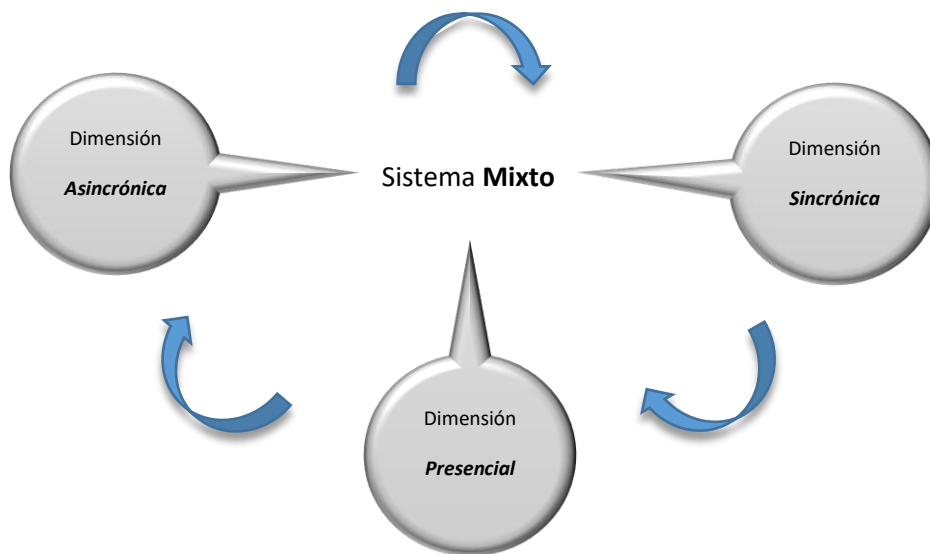 Dimensión
Asincrónica
Sistema Mixto
Dimensión
Sincrónica
Dimensión
Presencial